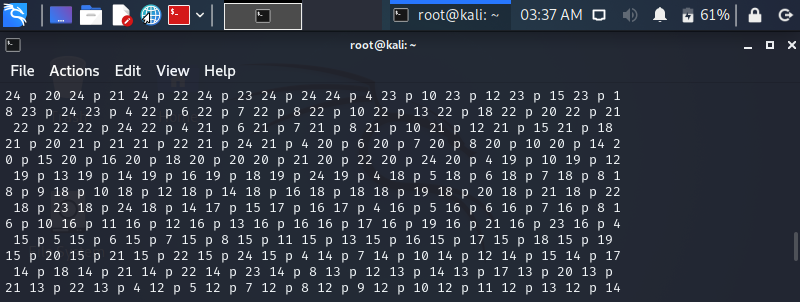 root@kali: ~
03:37 AM
61%
root@kali: ~
File Actions Edit View Help
24 p 20 24 p 21 24 p 22 24 p 23 24 p 24 24 p 4 23 p 10 23 p 12 23 p 15 23 p 1
8 23 p 24 23 p 4 22 p 6 22 p 7 22 p 8 22 p 10 22 p 13 22 p 18 22 p 20 22 p 21
22 p 22 22 p 24 22 p 4 21 p 6 21 p 7 21 p 8 21 p 10 21 p 12 21 p 15 21 p 18
21 p 20 21 p 21 21 p 22 21 p 24 21 p 4 20 p 6 20 p 7 20 p 8 20 p 10 20 p 14 2
0 p 15 20 p 16 20 p 18 20 p 20 20 p 21 20 p 22 20 p 24 20 p 4 19 p 10 19 p 12
19 p 13 19 p 14 19 p 16 19 p 18 19 p 24 19 p 4 18 p 5 18 p 6 18 p 7 18 p 8 1
8 p 9 18 p 10 18 p 12 18 p 14 18 p 16 18 p 18 18 p 19 18 p 20 18 p 21 18 p 22
18 p 23 18 p 24 18 p 14 17 p 15 17 p 16 17 p 4 16 p 5 16 p 6 16 p 7 16 p 8 1
6 p 10 16 p 11 16 p 12 16 p 13 16 p 16 16 p 17 16 p 19 16 p 21 16 p 23 16 p 4
15 p 5 15 p 6 15 p 7 15 p 8 15 p 11 15 p 13 15 p 16 15 p 17 15 p 18 15 p 19
15 p 20 15 p 21 15 p 22 15 p 24 15 p 4 14 p 7 14 p 10 14 p 12 14 p 15 14 p 17
14 p 18 14 p 21 14 p 22 14 p 23 14 p 8 13 p 12 13 p 14 13 p 17 13 p 20 13 p
21 13 p 22 13 p 4 12 p 5 12 p 7 12 p 8 12 p 9 12 p 10 12 p 11 12 p 13 12 p 14